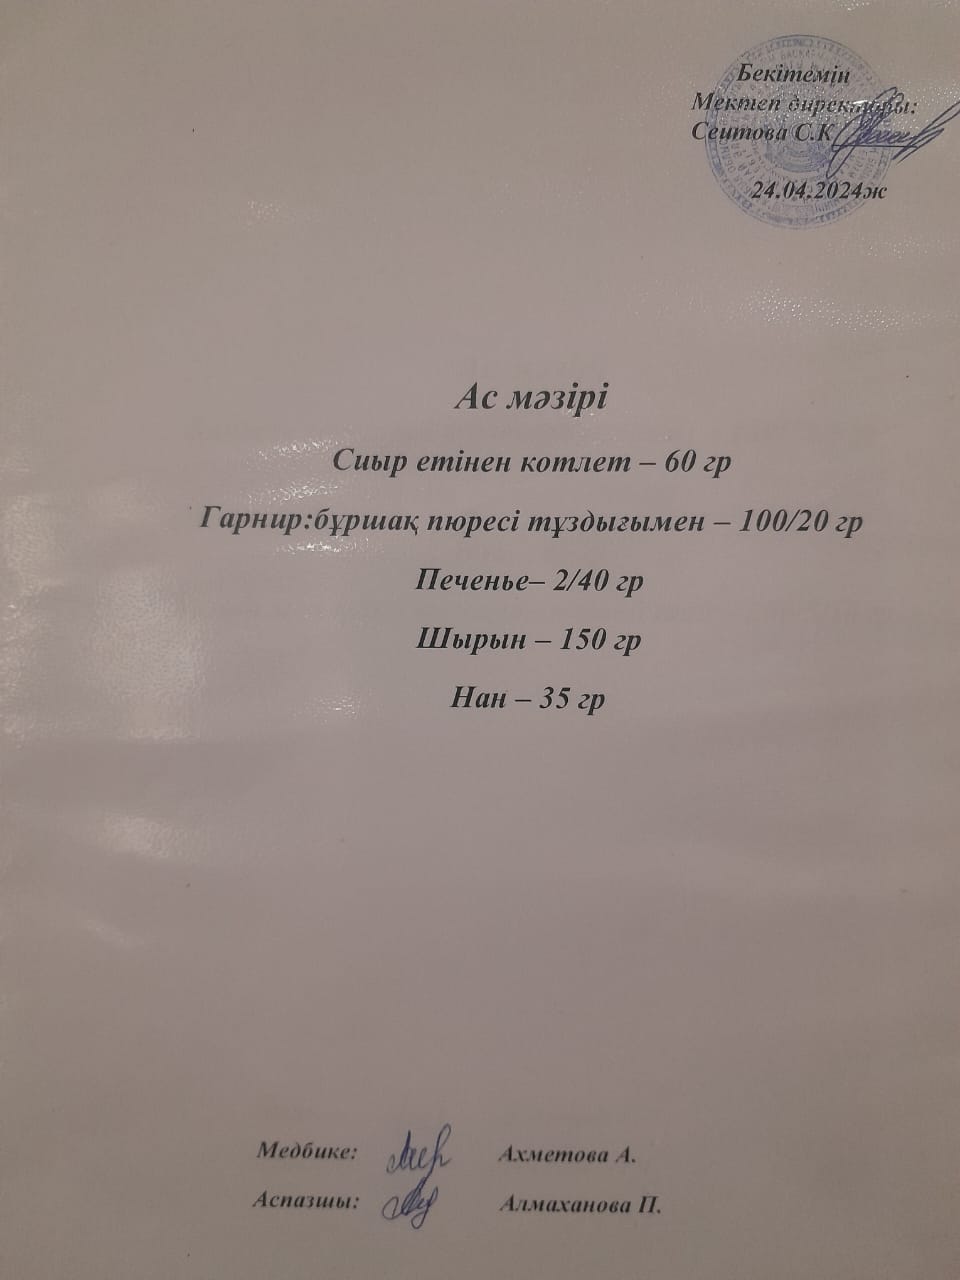 Бекітемін
Мектеп директоры:
Сеитова С.К
24.04.2024ж
Ас мәзірі
Сиыр етінен котлет – 60 гр
Гарнир:бұршақ пюресі тұздығымен – 100/20 гр
Печенье– 2/40 гр
Шырын – 150 гр
Нан – 35 гр
Медбике: Ахметова А.
Аспазшы: Алмаханова П.